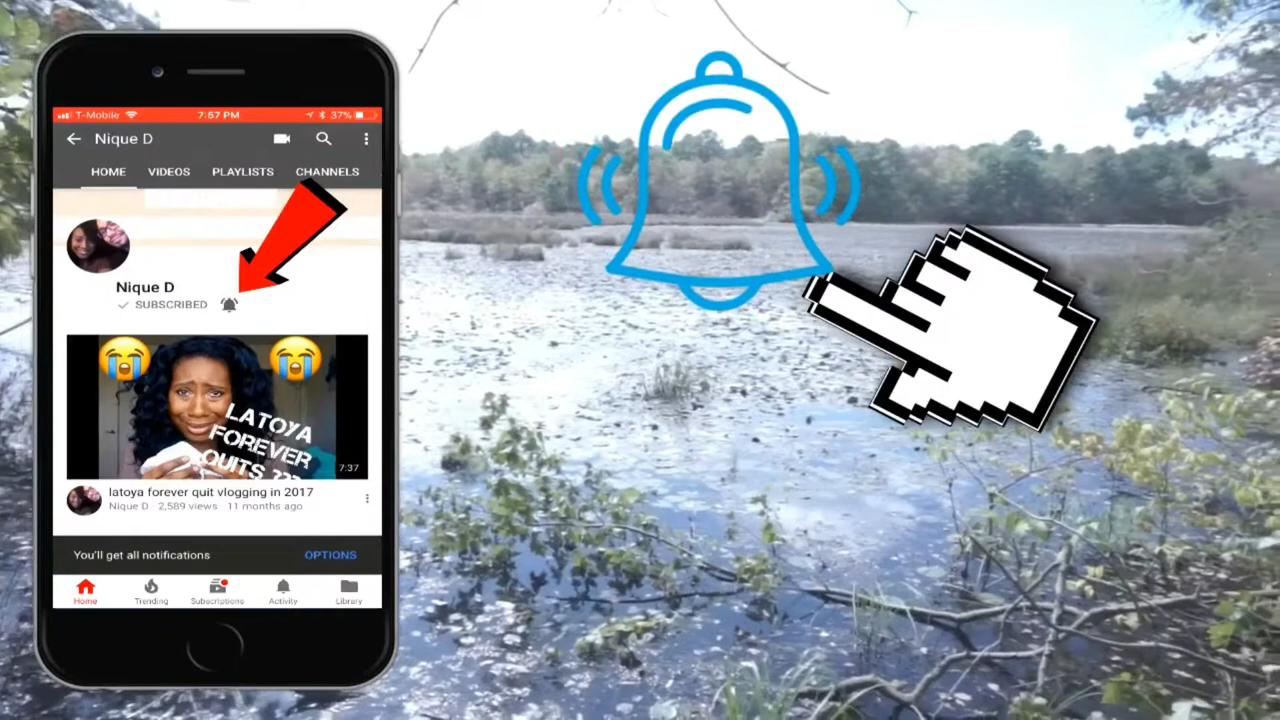 T-Mobile 7:57 PM 37%
Nique D
HOME VIDEOS PLAYLISTS CHANNELS
Nique D
SUBSCRIBED
LATOYA
FOREVER
QUITS ???
7:37
latoya forever quit vlogging in 2017
Nique D 2,589 views 11 months ago
You'll get all notifications OPTIONS
Home Trending Subscriptions Activity Library